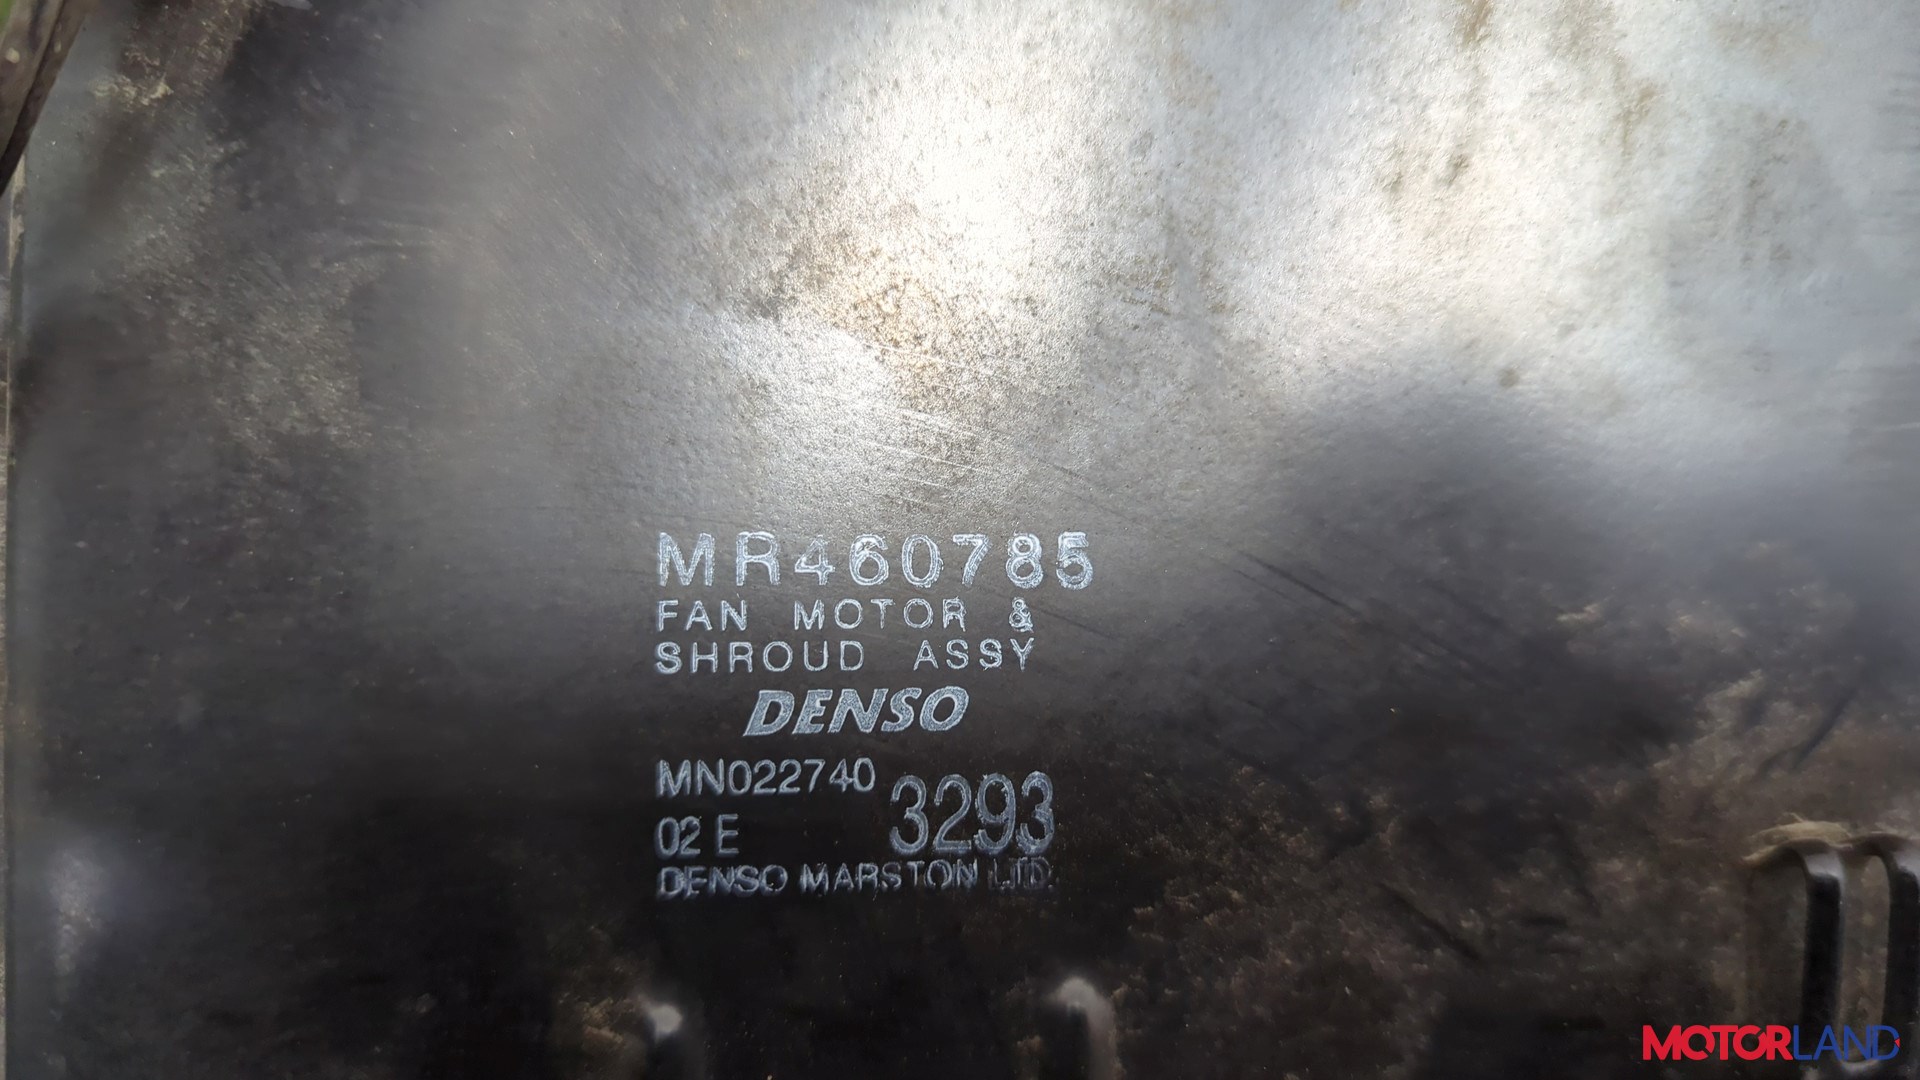 MR460785
FAN MOTOR &
SHROUD ASSY
DENSO
MN022740
3293
02 E
DENSO MARSTON LTD.
MOTORLAND